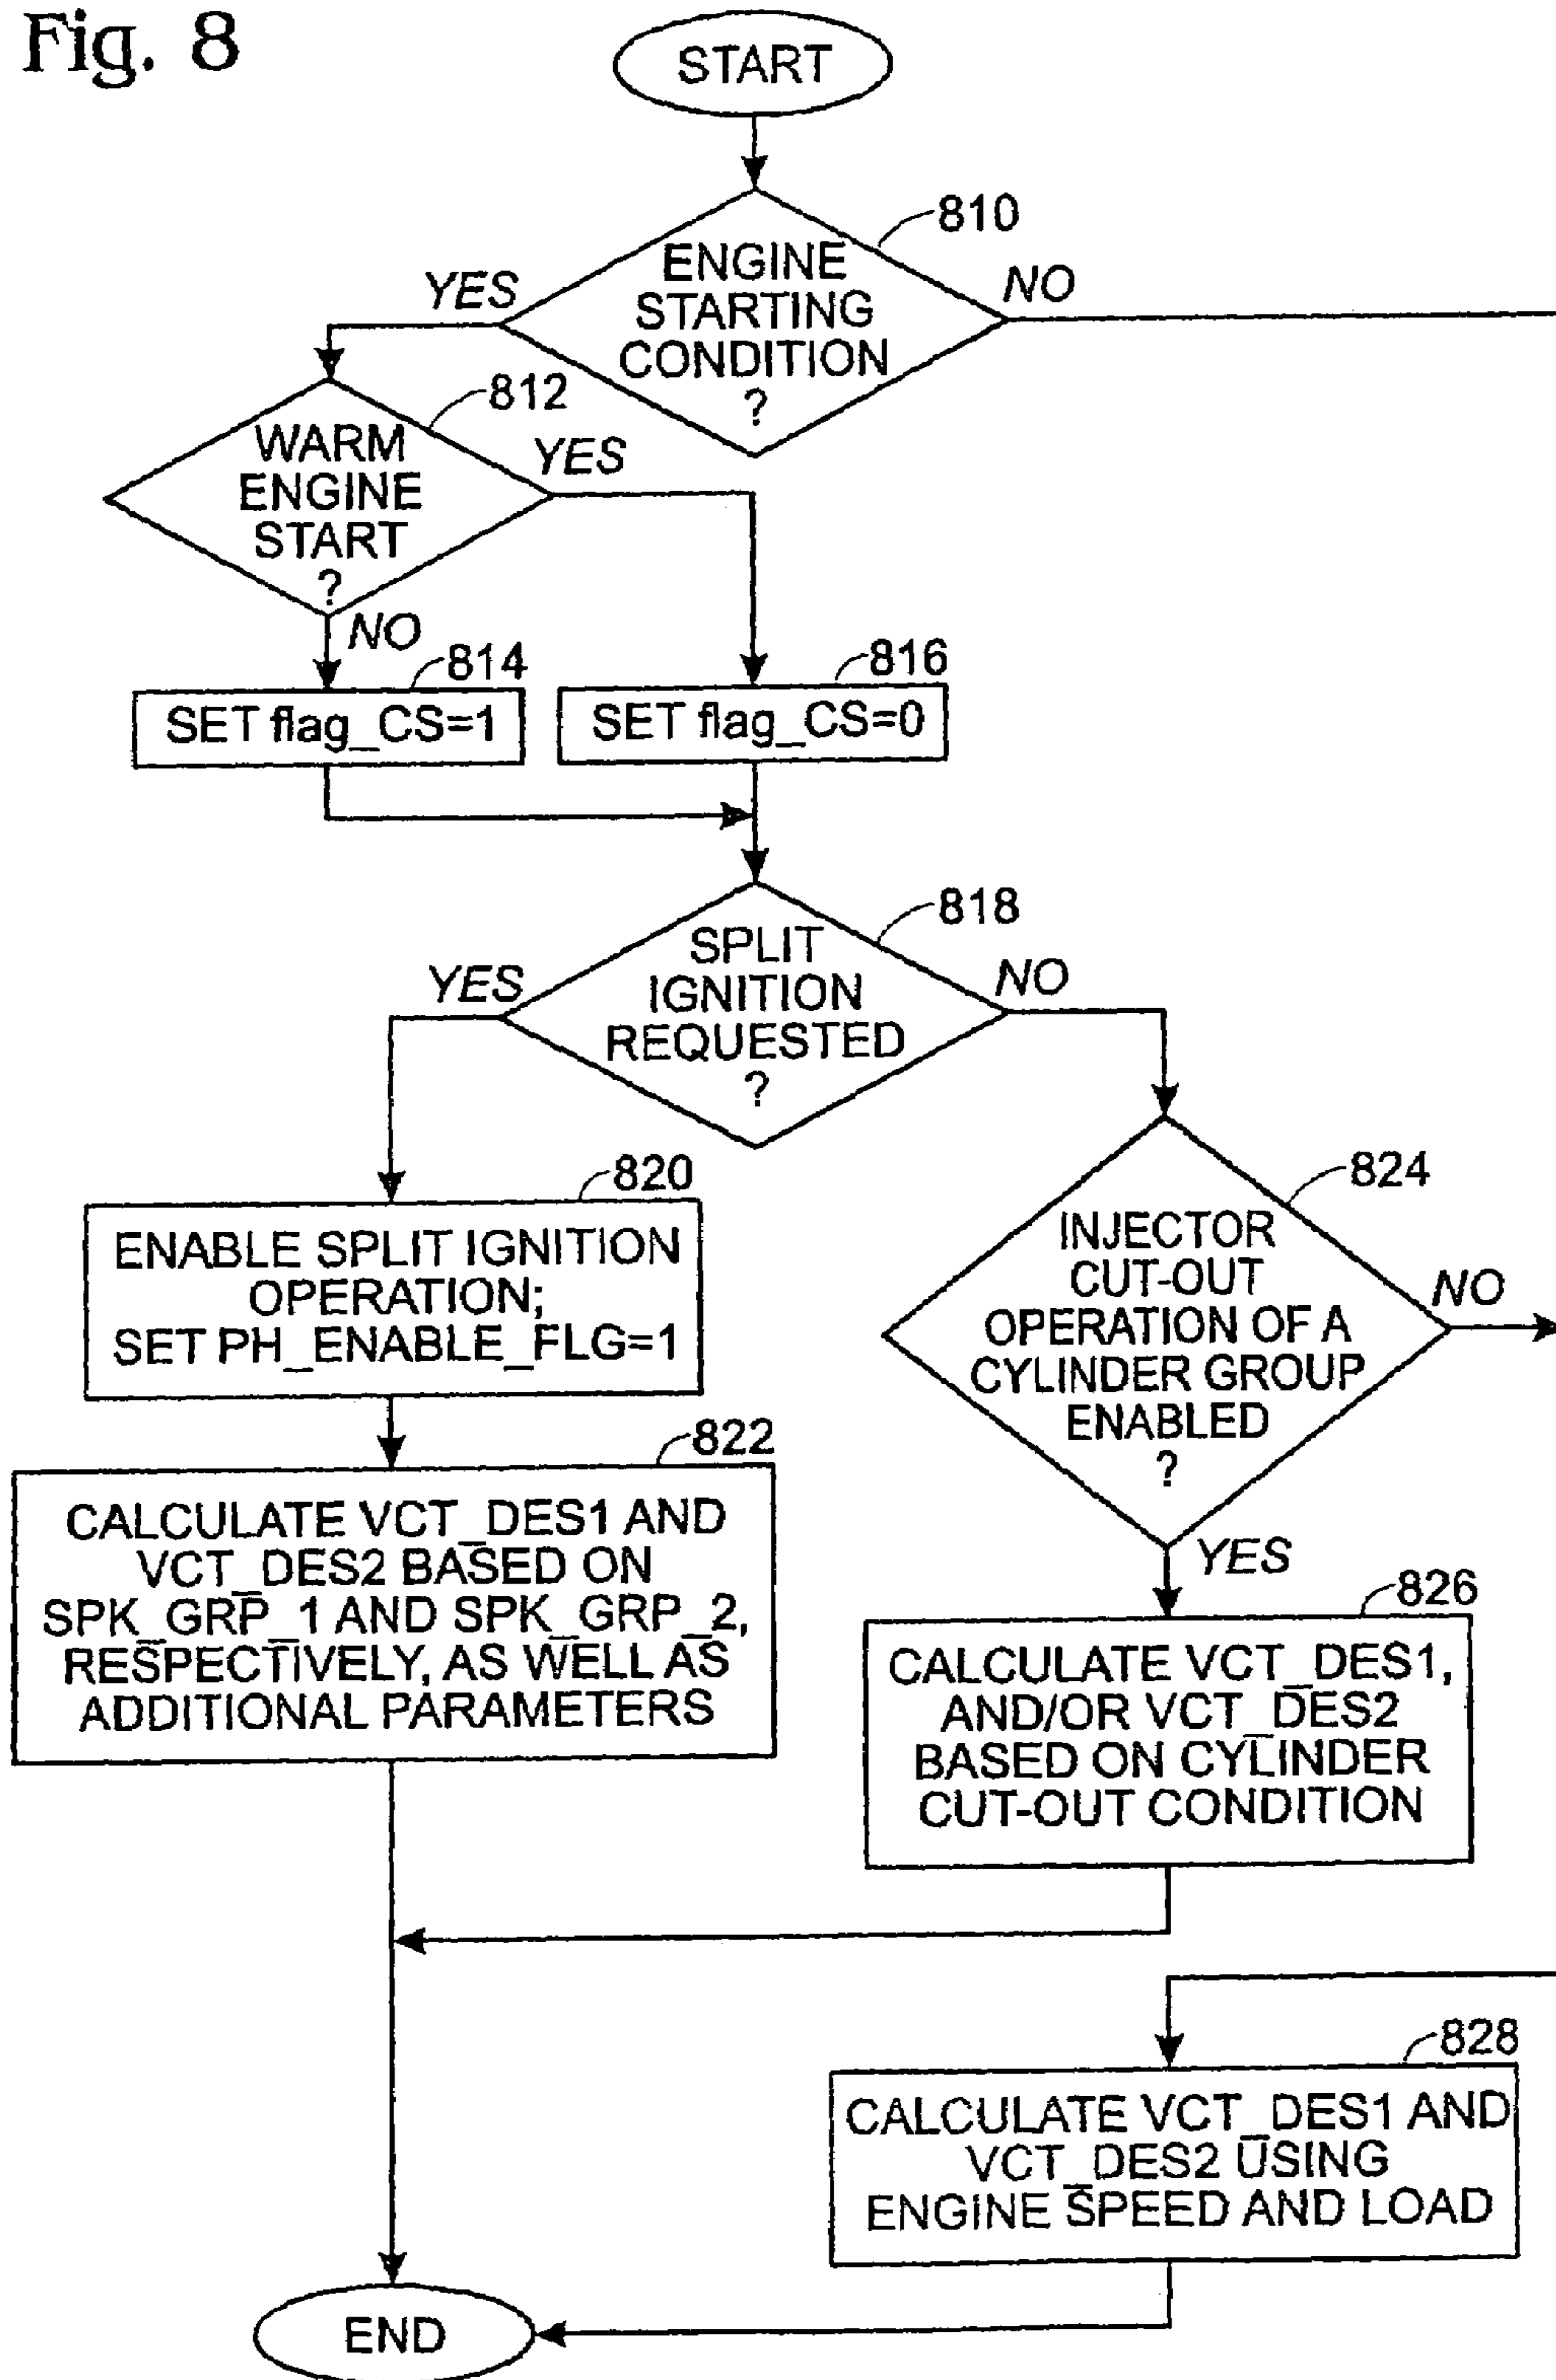 Fig. 8
START
810
ENGINE
STARTING
CONDITION
?
YES
NO
812
WARM
ENGINE
START
?
YES
NO
814
SET flag_CS=1
816
SET flag_CS=0
818
SPLIT
IGNITION
REQUESTED
?
YES
NO
820
ENABLE SPLIT IGNITION
OPERATION;
SET PH_ENABLE_FLG=1
824
INJECTOR
CUT-OUT
OPERATION OF A
CYLINDER GROUP
ENABLED
?
NO
YES
822
CALCULATE VCT_DES1 AND
VCT_DES2 BASED ON
SPK_GRP_1 AND SPK_GRP_2,
RESPECTIVELY, AS WELL AS
ADDITIONAL PARAMETERS
826
CALCULATE VCT_DES1,
AND/OR VCT_DES2
BASED ON CYLINDER
CUT-OUT CONDITION
828
CALCULATE VCT_DES1 AND
VCT_DES2 USING
ENGINE SPEED AND LOAD
END